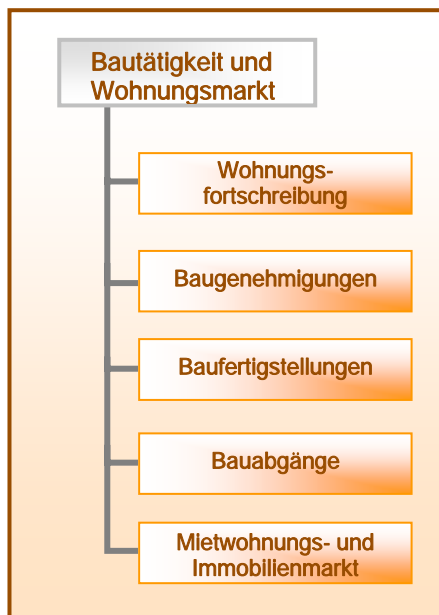 Bautätigkeit und
Wohnungsmarkt
Wohnungs-
fortschreibung
Baugenehmigungen
Baufertigstellungen
Bauabgänge
Mietwohnungs- und
Immobilienmarkt